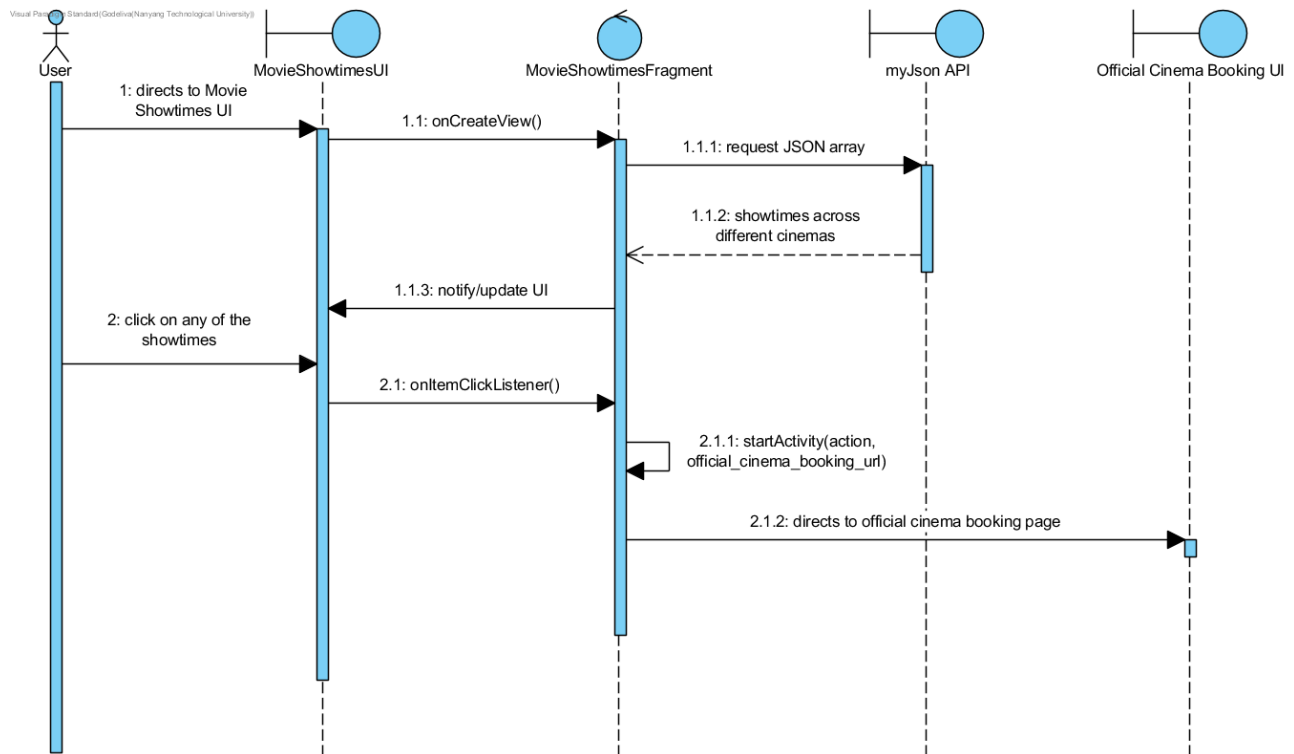 Visual Paradigm Standard(Godeliva(Nanyang Technological University))
User
MovieShowtimesUI
MovieShowtimesFragment
myJson API
Official Cinema Booking UI
1: directs to Movie
Showtimes UI
1.1: onCreateView()
1.1.1: request JSON array
1.1.2: showtimes across
different cinemas
1.1.3: notify/update UI
2: click on any of the
showtimes
2.1: onItemClickListener()
2.1.1: startActivity(action,
official_cinema_booking_url)
2.1.2: directs to official cinema booking page